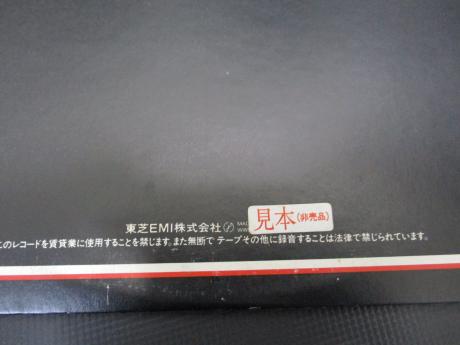 東芝EMI株式会社
見本(非売品)
このレコードを賃貸業に使用することを禁じます。また無断でテープその他に録音することは法律で禁じられています。